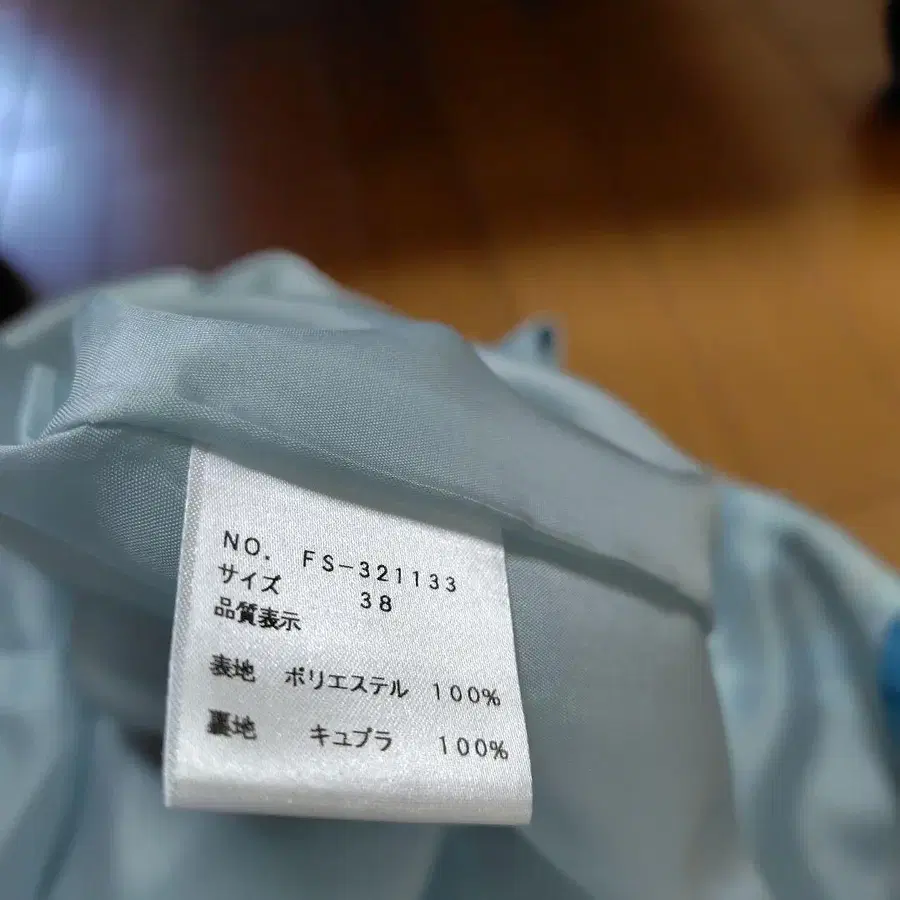 NO. FS-321133
サイズ 38
品質表示
表地 ポリエステル 100%
裏地 キュプラ 100%